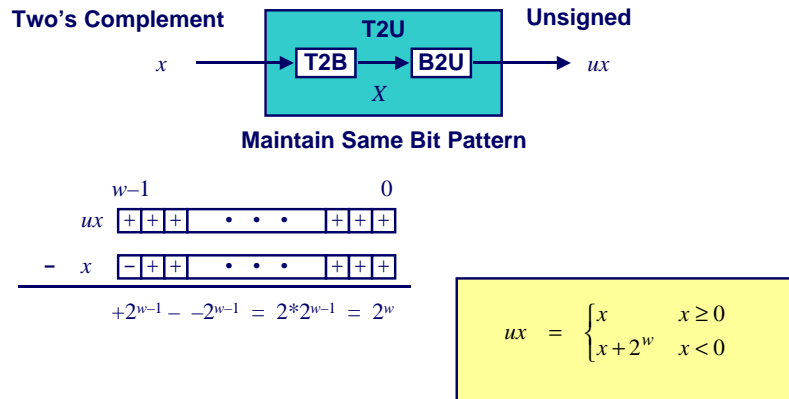 Two's Complement
T2U
Unsigned
x
T2B
B2U
ux
X
Maintain Same Bit Pattern
w–1 0
ux + + + • • • + + +
– x – + + • • • + + +
+2^{w–1} – –2^{w–1} = 2*2^{w–1} = 2^w
ux = { x x ≥ 0
x + 2^w x < 0